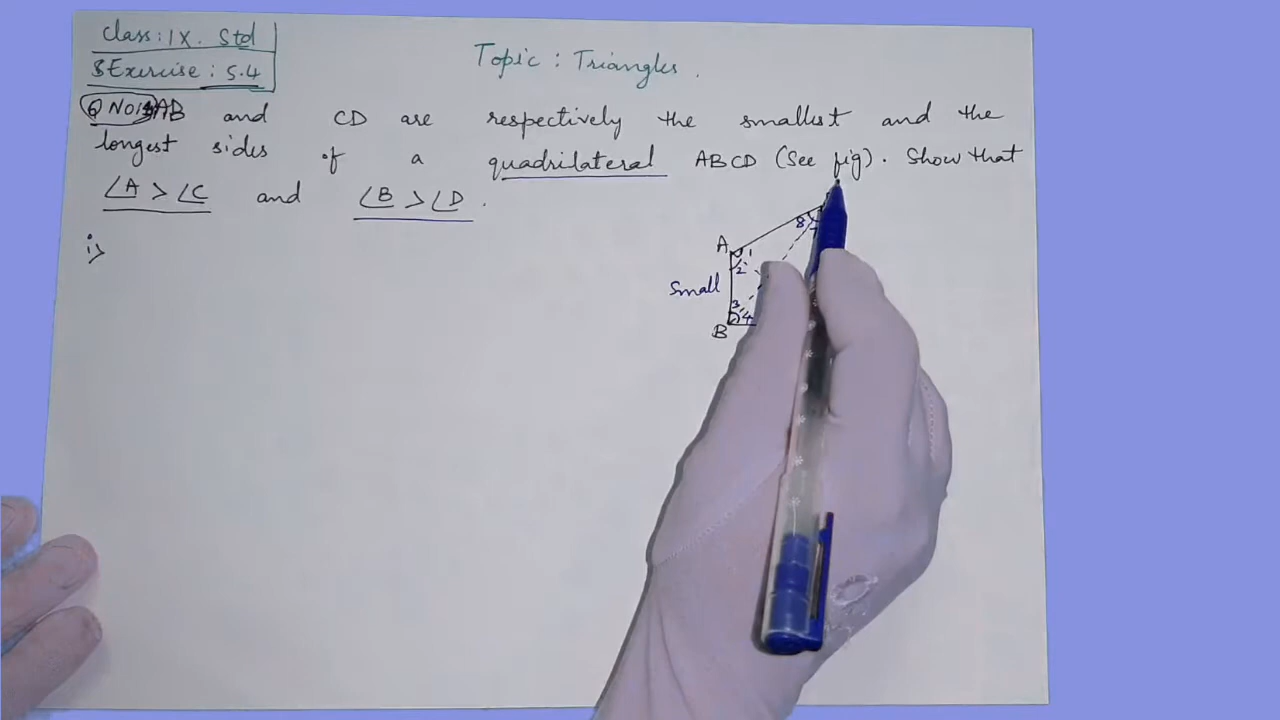 Class: IX. Std
Exercise: 5.4
Topic: Triangles.
Q No: AB and CD are respectively the smallest and the
longest sides of a quadrilateral ABCD (See fig). Show that
∠A > ∠C and ∠B > ∠D.
i>
8
7
A 1
2
Small
3
B 4